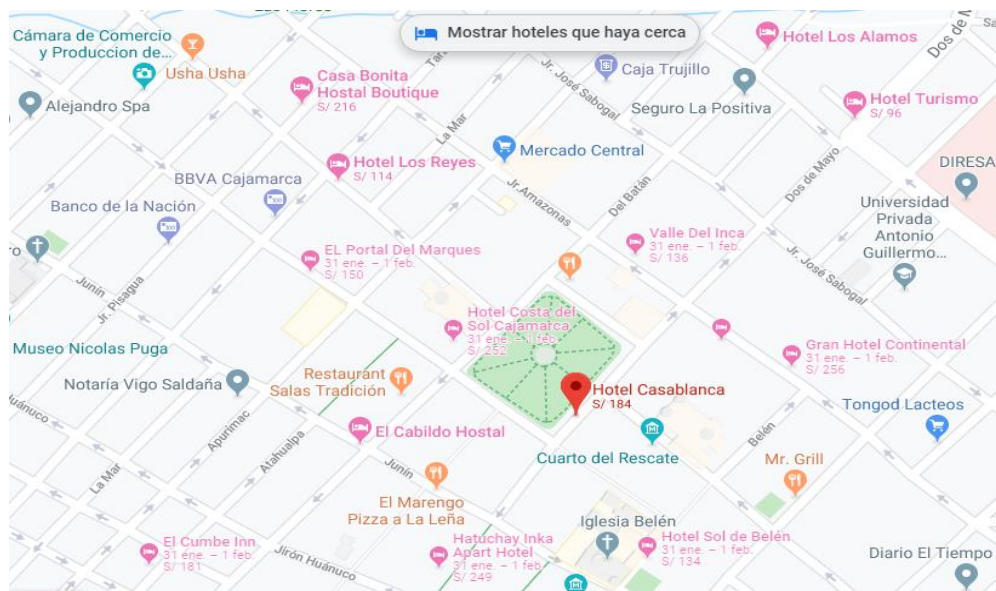 Mostrar hoteles que haya cerca
Cámara de Comercio
y Produccion de...
Usha Usha
Alejandro Spa
Casa Bonita
Hostal Boutique
S/ 216
Jr. José Sabogal
Caja Trujillo
Hotel Los Alamos
Dos de M
Seguro La Positiva
Hotel Turismo
S/ 96
La Mar
Mercado Central
Hotel Los Reyes
S/ 114
BBVA Cajamarca
Banco de la Nación
Jr. Amazonas
Del Batán
Dos de Mayo
DIRESA
Universidad
Privada
Antonio
Guillermo...
Valle Del Inca
31 ene. – 1 feb.
S/ 136
EL Portal Del Marques
31 ene. – 1 feb.
S/ 150
Jr. José Sabogal
Junín
Jr. Pisagua
Hotel Costa del
Sol Cajamarca
31 ene. – 1 feb.
S/ 252
Museo Nicolas Puga
Gran Hotel Continental
31 ene. – 1 feb.
S/ 256
Notaría Vigo Saldaña
Restaurant
Salas Tradición
Hotel Casablanca
S/ 184
Tongod Lacteos
Apurimac
Atahualpa
El Cabildo Hostal
Belén
Cuarto del Rescate
Mr. Grill
La Mar
Junín
El Marengo
Pizza a La Leña
Iglesia Belén
El Cumbe Inn
31 ene. – 1 feb.
S/ 181
Jirón Huánuco
Hatuchay Inka
Apart Hotel
31 ene. – 1 feb.
S/ 249
Hotel Sol de Belén
31 ene. – 1 feb.
S/ 134
Diario El Tiempo